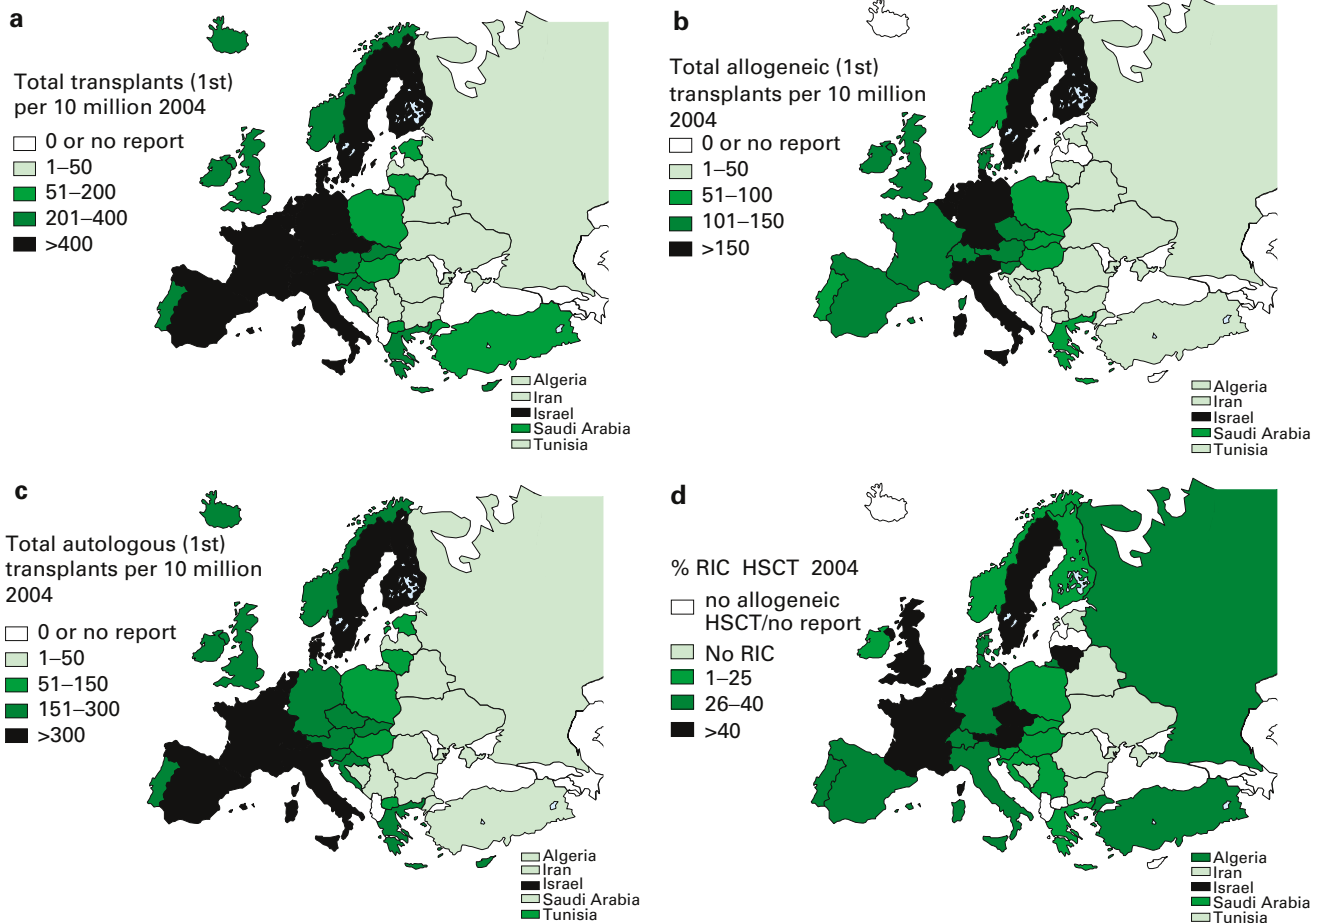 a
Total transplants (1st)
per 10 million 2004
0 or no report
1–50
51–200
201–400
>400
Algeria
Iran
Israel
Saudi Arabia
Tunisia
b
Total allogeneic (1st)
transplants per 10 million
2004
0 or no report
1–50
51–100
101–150
>150
Algeria
Iran
Israel
Saudi Arabia
Tunisia
c
Total autologous (1st)
transplants per 10 million
2004
0 or no report
1–50
51–150
151–300
>300
Algeria
Iran
Israel
Saudi Arabia
Tunisia
d
% RIC HSCT 2004
no allogeneic
HSCT/no report
No RIC
1–25
26–40
>40
Algeria
Iran
Israel
Saudi Arabia
Tunisia